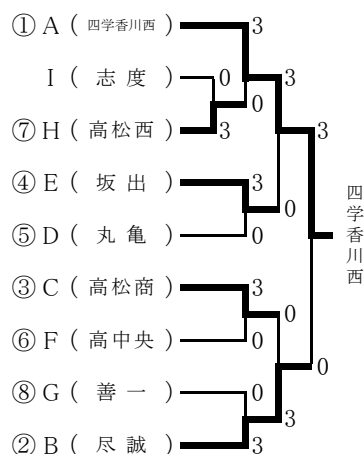 ① A ( 四学香川西 ) 3
I ( 志度 ) 0 3
0
⑦ H ( 高松西 ) 3 3
④ E ( 坂出 ) 3
0
⑤ D ( 丸亀 ) 0
四学香川西
③ C ( 高松商 ) 3
0
⑥ F ( 高中央 ) 0
0
⑧ G ( 善一 ) 0
3
② B ( 尽誠 ) 3